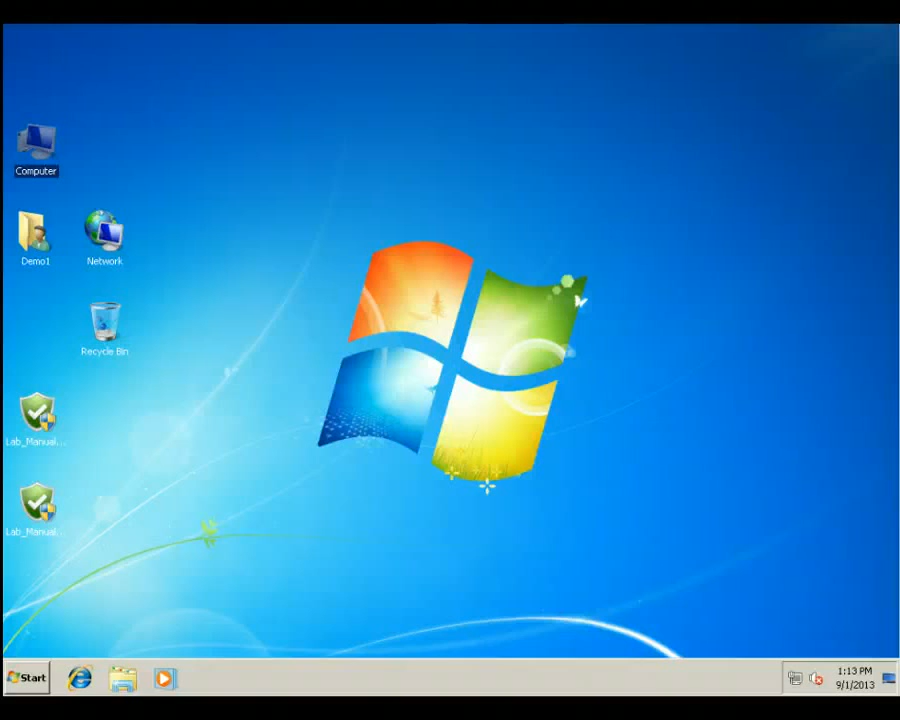 Computer
Demo1
Network
Recycle Bin
Lab_Manual...
Lab_Manual...
Start
1:13 PM
9/1/2013